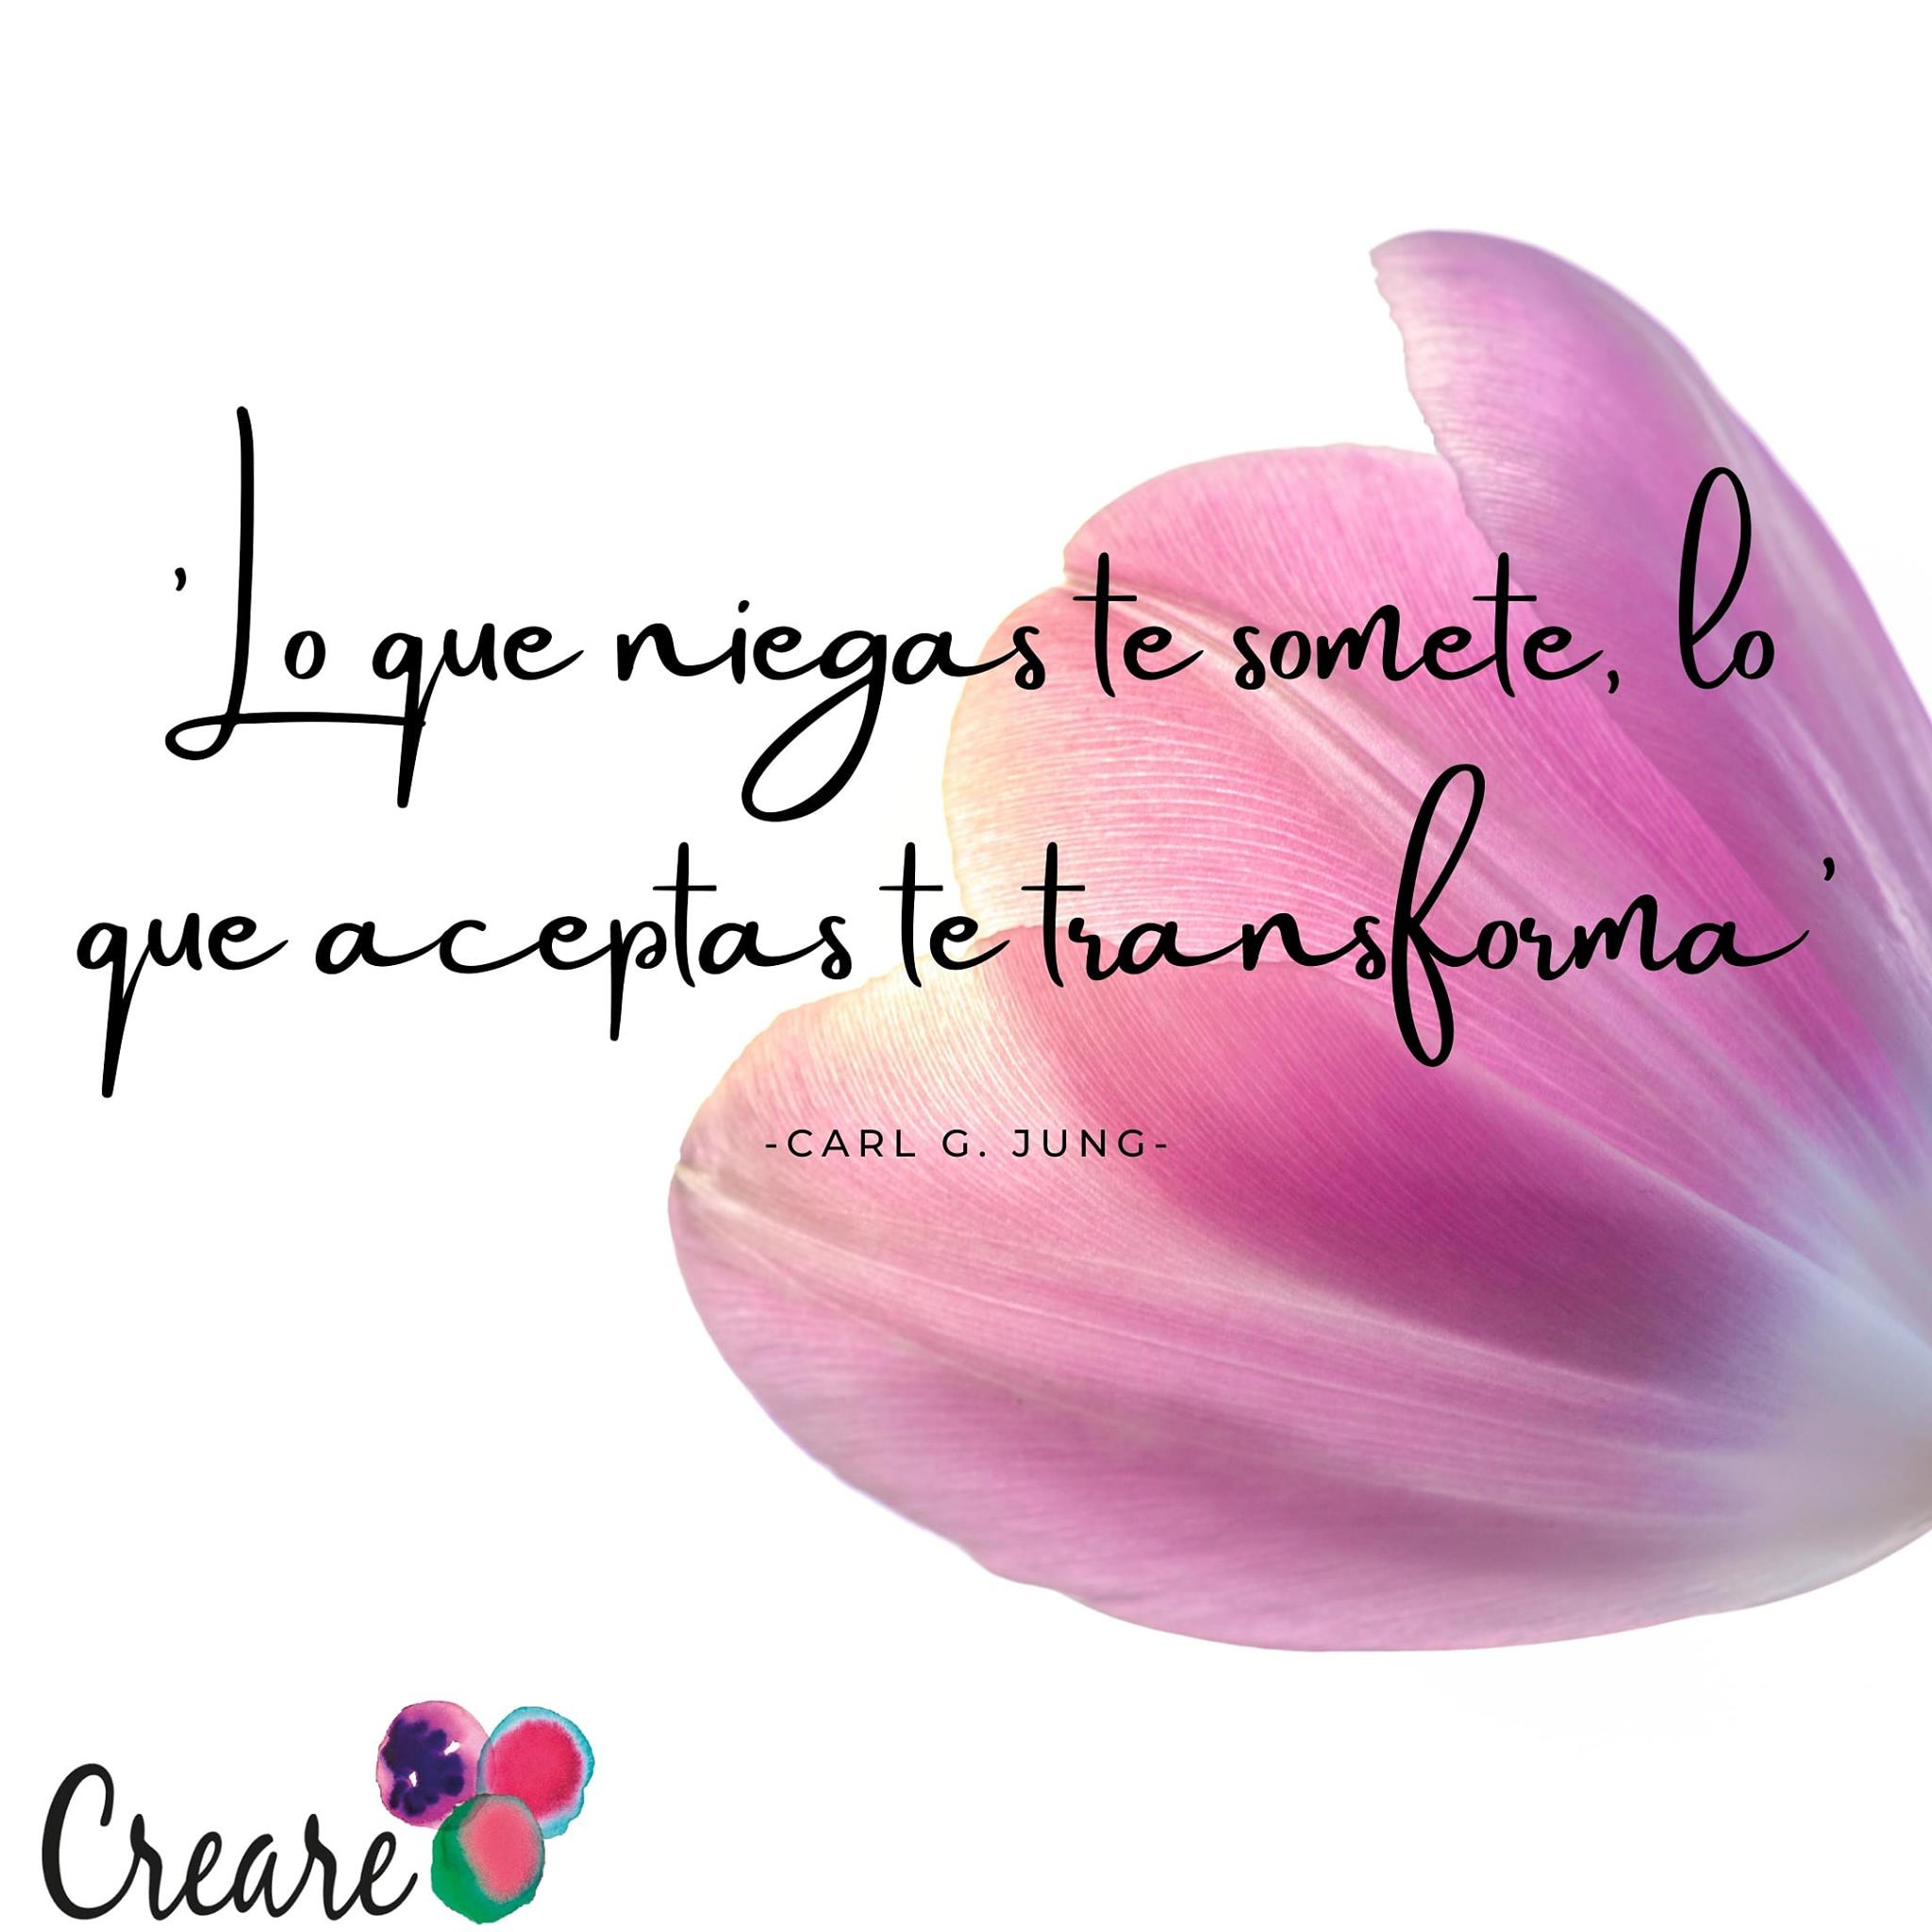 'Lo que niegas te somete, lo
que aceptas te transforma'
-CARL G. JUNG-
Creare